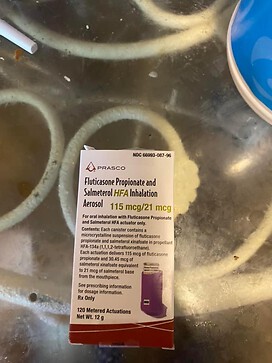 NDC 66993-087-96
PRASCO
Fluticasone Propionate and
Salmeterol HFA Inhalation
Aerosol 115 mcg/21 mcg
For oral inhalation with Fluticasone Propionate
and Salmeterol HFA actuator only.
Contents: Each canister contains a
microcrystalline suspension of fluticasone
propionate and salmeterol xinafoate in propellant
HFA-134a (1,1,1,2-tetrafluoroethane).
Each actuation delivers 115 mcg of fluticasone
propionate and 30.45 mcg of
salmeterol xinafoate equivalent
to 21 mcg of salmeterol base
from the mouthpiece.
See prescribing information
for dosage information.
Rx Only
120 Metered Actuations
Net Wt. 12 g